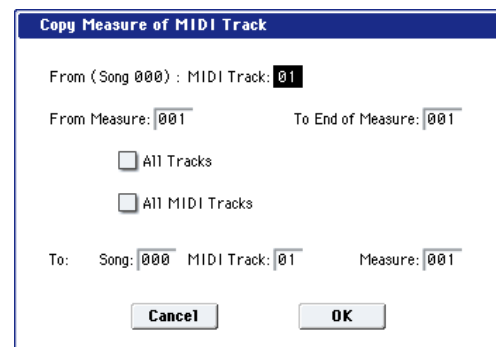 Copy Measure of MIDI Track
From (Song 000) : MIDI Track: 01
From Measure: 001 To End of Measure: 001
All Tracks
All MIDI Tracks
To: Song: 000 MIDI Track: 01 Measure: 001
Cancel OK